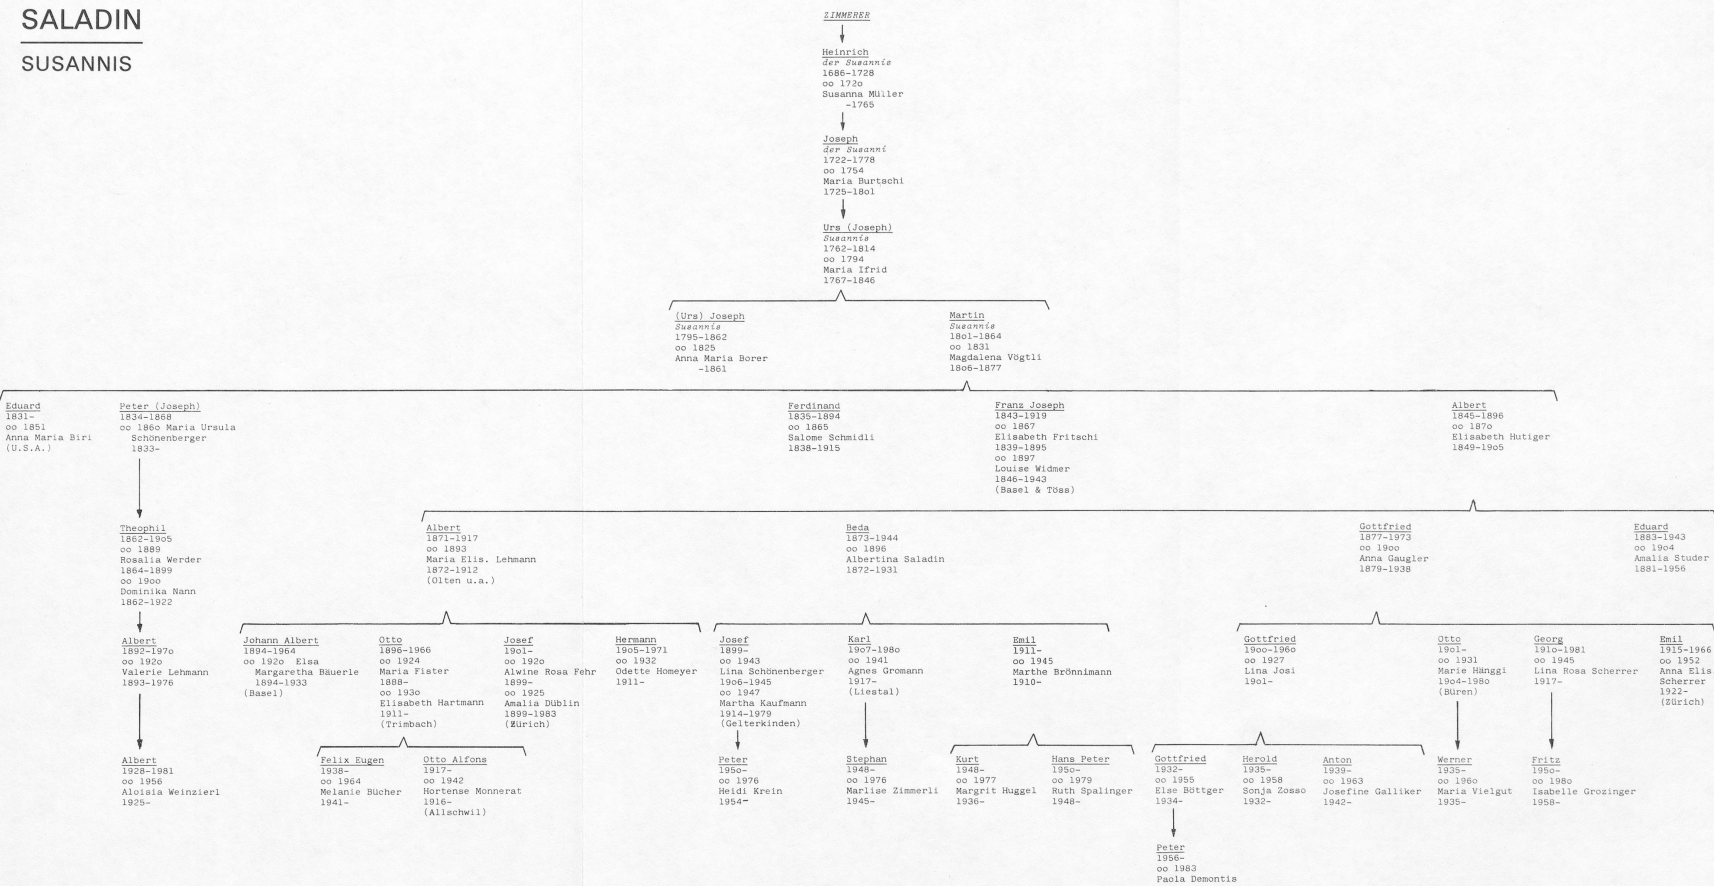 SALADIN
SUSANNIS
ZIMMERER
Heinrich
der Susannis
1686-1728
oo 172o
Susanna Müller
-1765
Joseph
der Susanni
1722-1778
oo 1754
Maria Burtschi
1725-18o1
Urs (Joseph)
Susannis
1762-1814
oo 1794
Maria Ifrid
1767-1846
(Urs) Joseph
Susannis
1795-1862
oo 1825
Anna Maria Borer
-1861
Martin
Susannis
18o1-1864
oo 1831
Magdalena Vögtli
18o6-1877
Eduard
1831-
oo 1851
Anna Maria Biri
(U.S.A.)
Peter (Joseph)
1834-1868
oo 186o Maria Ursula
Schönenberger
1833-
Ferdinand
1835-1894
oo 1865
Salome Schmidli
1838-1915
Franz Joseph
1843-1919
oo 1867
Elisabeth Fritschi
1839-1895
oo 1897
Louise Widmer
1846-1943
(Basel & Töss)
Albert
1845-1896
oo 187o
Elisabeth Hutiger
1849-19o5
Theophil
1862-19o5
oo 1889
Rosalia Werder
1864-1899
oo 19oo
Dominika Nann
1862-1922
Albert
1871-1917
oo 1893
Maria Elis. Lehmann
1872-1912
(Olten u.a.)
Beda
1873-1944
oo 1896
Albertina Saladin
1872-1931
Gottfried
1877-1973
oo 19oo
Anna Gaugler
1879-1938
Eduard
1883-1943
oo 19o4
Amalia Studer
1881-1956
Albert
1892-197o
oo 192o
Valerie Lehmann
1893-1976
Johann Albert
1894-1964
oo 192o Elsa
Margaretha Bäuerle
1894-1933
(Basel)
Otto
1896-1966
oo 1924
Maria Fister
1888-
oo 193o
Elisabeth Hartmann
1911-
(Trimbach)
Josef
19o1-
oo 192o
Alwine Rosa Fehr
1899-
oo 1925
Amalia Düblin
1899-1983
(Zürich)
Hermann
19o5-1971
oo 1932
Odette Homeyer
1911-
Josef
1899-
oo 1943
Lina Schönenberger
19o6-1945
oo 1947
Martha Kaufmann
1914-1979
(Gelterkinden)
Karl
19o7-198o
oo 1941
Agnes Gromann
1917-
(Liestal)
Emil
1911-
oo 1945
Marthe Brönnimann
1910-
Gottfried
19oo-196o
oo 1927
Lina Josi
19o1-
Otto
19o1-
oo 1931
Marie Hänggi
19o4-198o
(Büren)
Georg
191o-1981
oo 1945
Lina Rosa Scherrer
1917-
Emil
1915-1966
oo 1952
Anna Elis.
Scherrer
1922-
(Zürich)
Albert
1928-1981
oo 1956
Aloisia Weinzierl
1925-
Felix Eugen
1938-
oo 1964
Melanie Bücher
1941-
Otto Alfons
1917-
oo 1942
Hortense Monnerat
1916-
(Allschwil)
Peter
195o-
oo 1976
Heidi Krein
1954-
Stephan
1948-
oo 1976
Marlise Zimmerli
1945-
Kurt
1948-
oo 1977
Margrit Huggel
1936-
Hans Peter
195o-
oo 1979
Ruth Spalinger
1948-
Gottfried
1932-
oo 1955
Else Böttger
1934-
Herold
1935-
oo 1958
Sonja Zosso
1932-
Anton
1939-
oo 1963
Josefine Galliker
1942-
Werner
1935-
oo 196o
Maria Vielgut
1935-
Fritz
195o-
oo 198o
Isabelle Grozinger
1958-
Peter
1956-
oo 1983
Paola Demontis